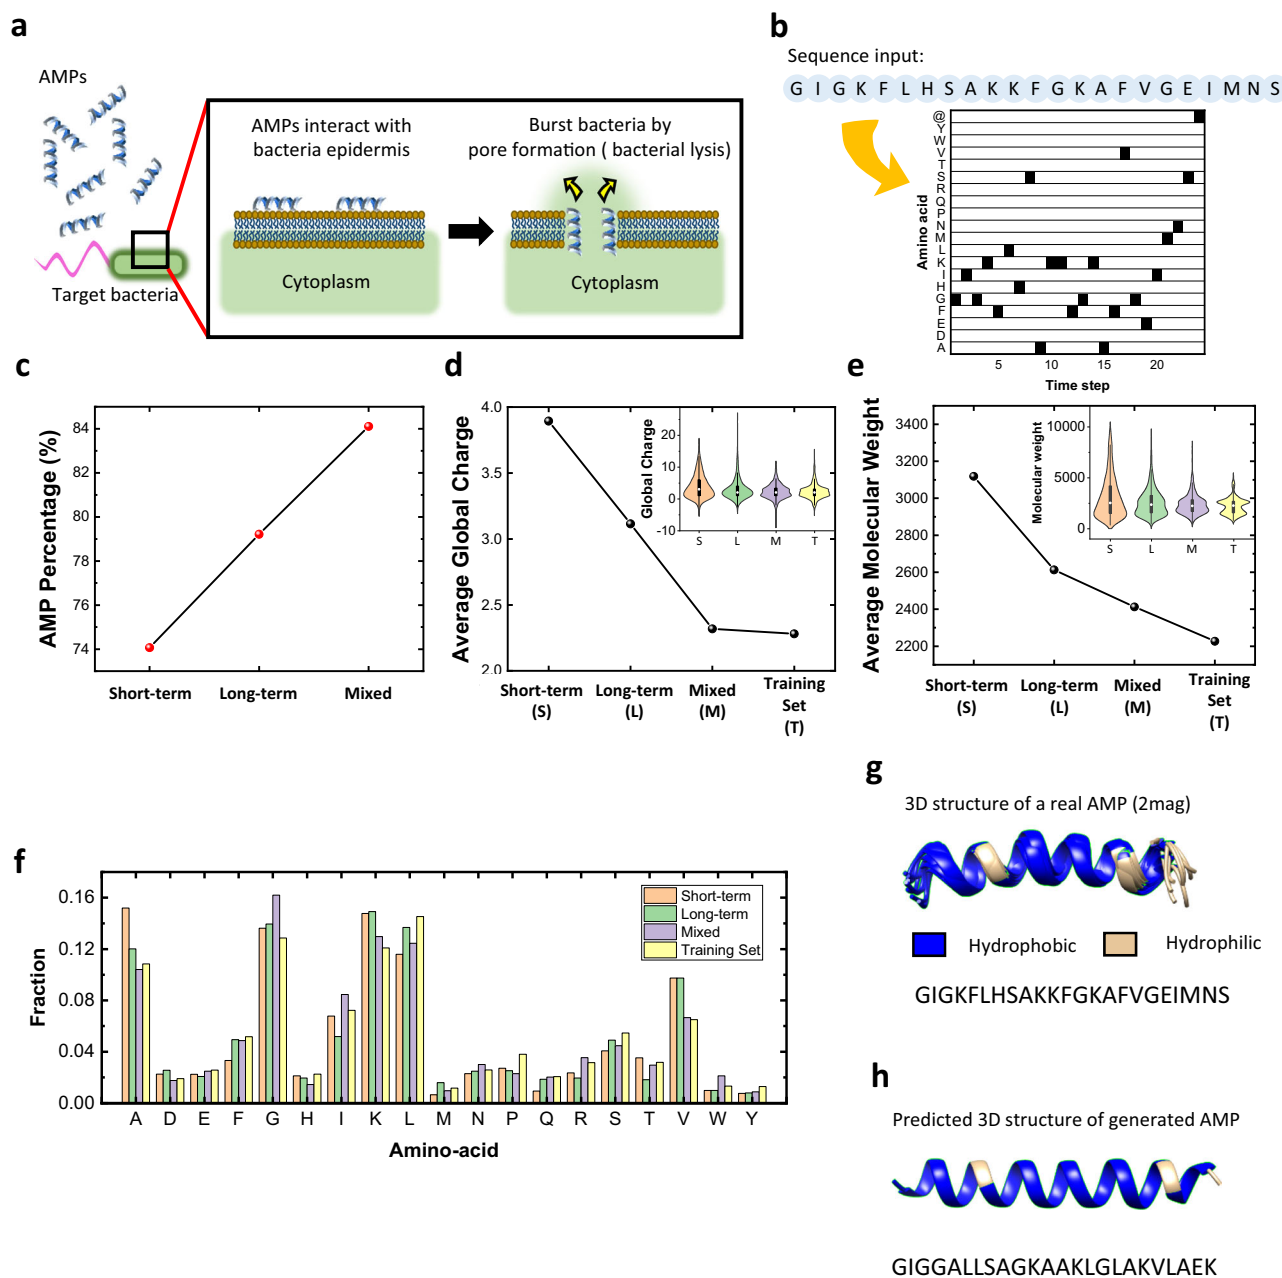 a
AMPs
AMPs interact with
bacteria epidermis
Burst bacteria by
pore formation ( bacterial lysis)
Cytoplasm
Cytoplasm
Target bacteria
b
Sequence input:
G I G K F L H S A K K F G K A F V G E I M N S
@
Y
W
V
T
S
R
Q
P
N
M
L
K
I
H
G
F
E
D
A
Amino acid
5 10 15 20
Time step
c
AMP Percentage (%)
84
82
80
78
76
74
Short-term Long-term Mixed
d
Average Global Charge
4.0
3.5
3.0
2.5
2.0
Short-term
(S)
Long-term
(L)
Mixed
(M)
Training
Set
(T)
Global Charge
20
10
0
-10
S L M T
e
Average Molecular Weight
3400
3200
3000
2800
2600
2400
2200
Short-term
(S)
Long-term
(L)
Mixed
(M)
Training
Set
(T)
Molecular weight
10000
5000
0
S L M T
f
Fraction
0.16
0.12
0.08
0.04
0.00
Short-term
Long-term
Mixed
Training Set
A D E F G H I K L M N P Q R S T V W Y
Amino-acid
g
3D structure of a real AMP (2mag)
Hydrophobic
Hydrophilic
GIGKFLHSAKKFGKAFVGEIMNS
h
Predicted 3D structure of generated AMP
GIGGALLSAGKAAKLGLAKVLAEK